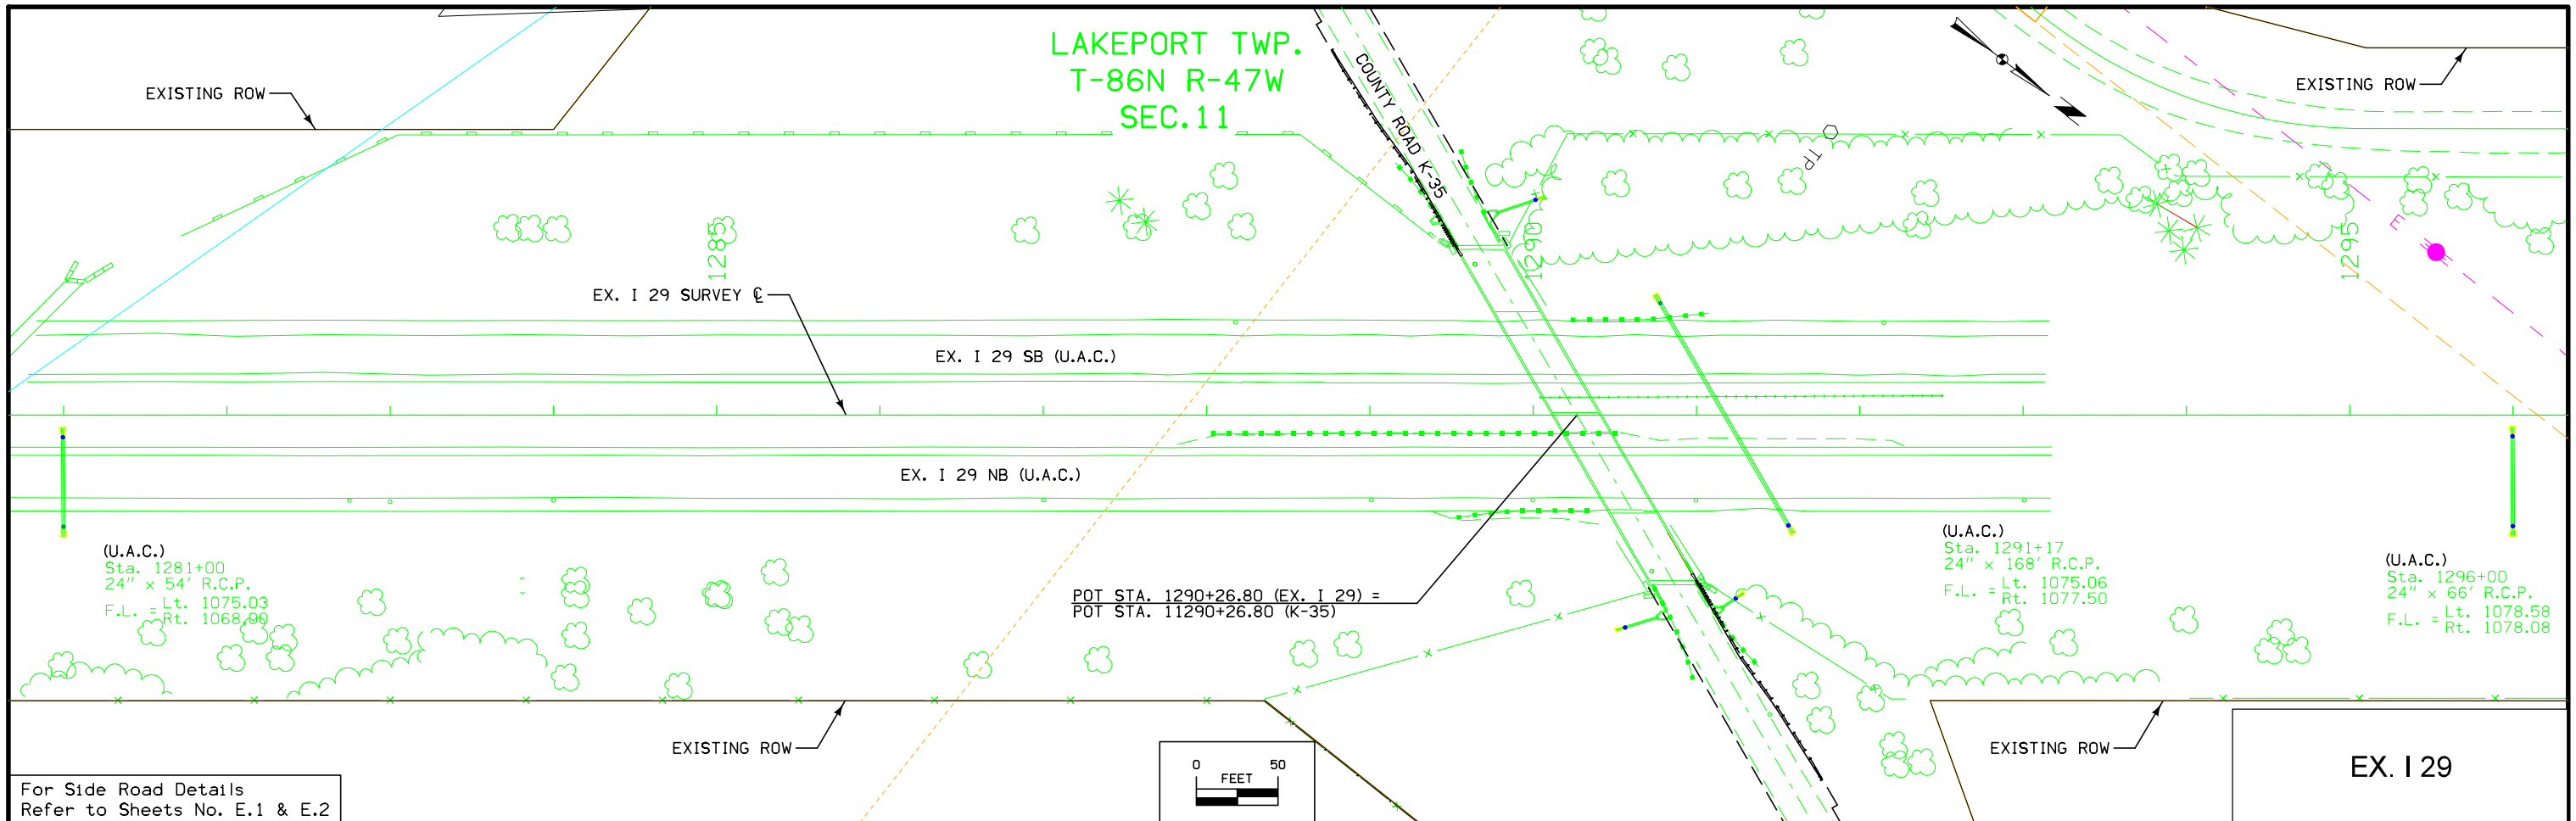 LAKEPORT TWP.
T-86N R-47W
SEC.11
EXISTING ROW
COUNTY ROAD K-35
EXISTING ROW
TP
1285
1290
1295
E
EX. I 29 SURVEY ℄
EX. I 29 SB (U.A.C.)
EX. I 29 NB (U.A.C.)
(U.A.C.)
Sta. 1281+00
24" x 54' R.C.P.
F.L. = Lt. 1075.03
Rt. 1068.90
POT STA. 1290+26.80 (EX. I 29) =
POT STA. 11290+26.80 (K-35)
(U.A.C.)
Sta. 1291+17
24" x 168' R.C.P.
F.L. = Lt. 1075.06
Rt. 1077.50
(U.A.C.)
Sta. 1296+00
24" x 66' R.C.P.
F.L. = Lt. 1078.58
Rt. 1078.08
EXISTING ROW
EXISTING ROW
For Side Road Details
Refer to Sheets No. E.1 & E.2
0 50
FEET
EX. I 29